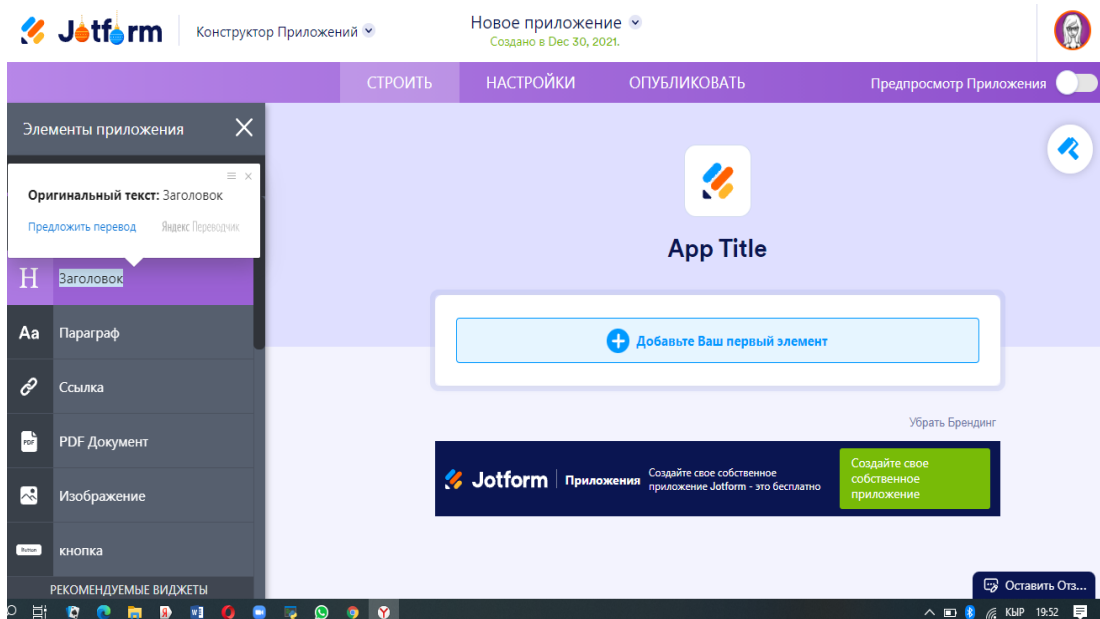 Jotform
Конструктор Приложений
Новое приложение
Создано в Dec 30, 2021.
СТРОИТЬ
НАСТРОЙКИ
ОПУБЛИКОВАТЬ
Предпросмотр Приложения
Элементы приложения
Оригинальный текст: Заголовок
Предложить перевод
Яндекс Переводчик
H
Заголовок
Aa
Параграф
Ссылка
PDF
PDF Документ
Изображение
Button
кнопка
РЕКОМЕНДУЕМЫЕ ВИДЖЕТЫ
App Title
Добавьте Ваш первый элемент
Убрать Брендинг
Jotform
Приложения
Создайте свое собственное
приложение Jotform - это бесплатно
Создайте свое
собственное
приложение
Оставить Отз...
КЫР
19:52